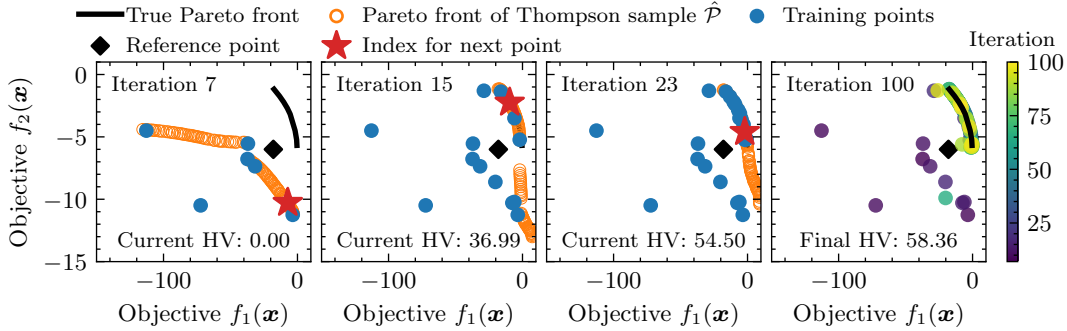 True Pareto front
Pareto front of Thompson sample P̂
Training points
Reference point
Index for next point
Iteration
Objective f₂(x)
0
−5
−10
−15
Iteration 7
Current HV: 0.00
−100
0
Objective f₁(x)
Iteration 15
Current HV: 36.99
−100
0
Objective f₁(x)
Iteration 23
Current HV: 54.50
−100
0
Objective f₁(x)
Iteration 100
Final HV: 58.36
−100
0
Objective f₁(x)
100
75
50
25